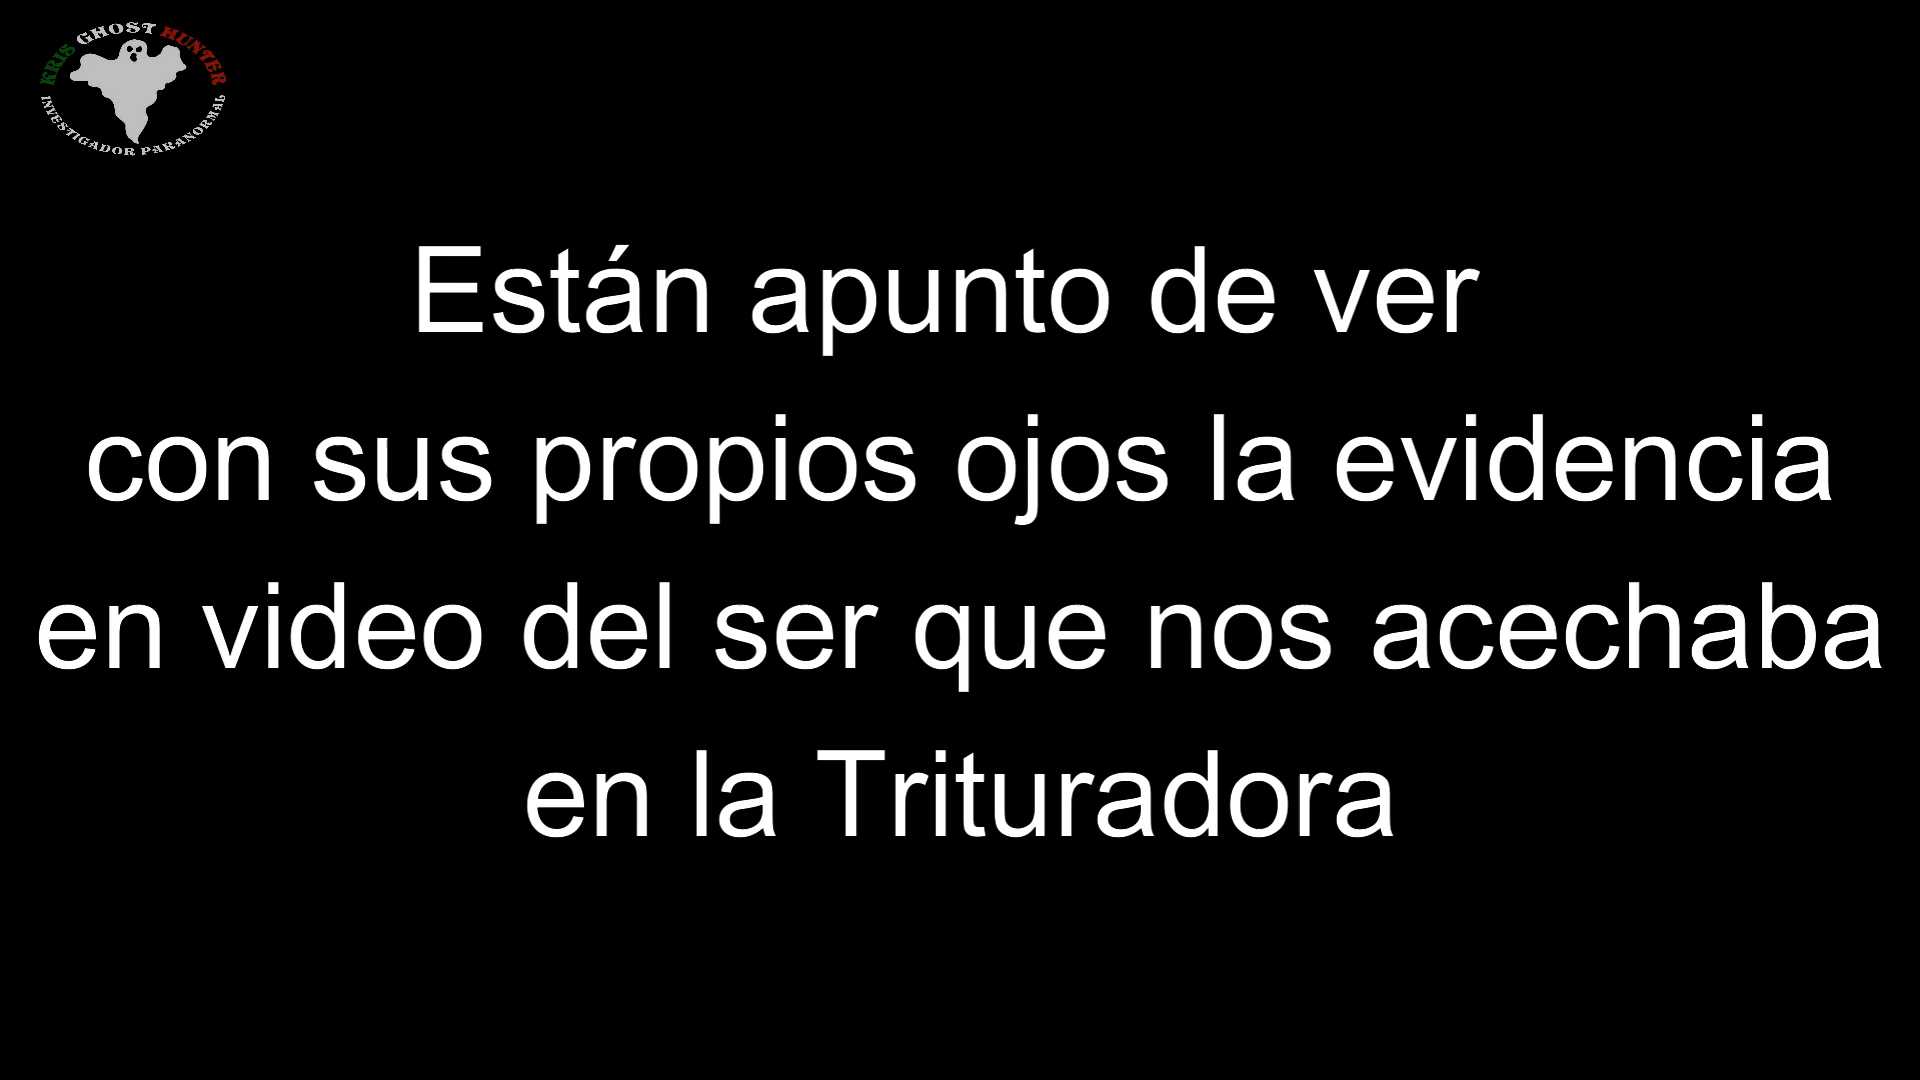 KRIS GHOST HUNTER
INVESTIGADOR PARANORMAL
Están apunto de ver
con sus propios ojos la evidencia
en video del ser que nos acechaba
en la Trituradora